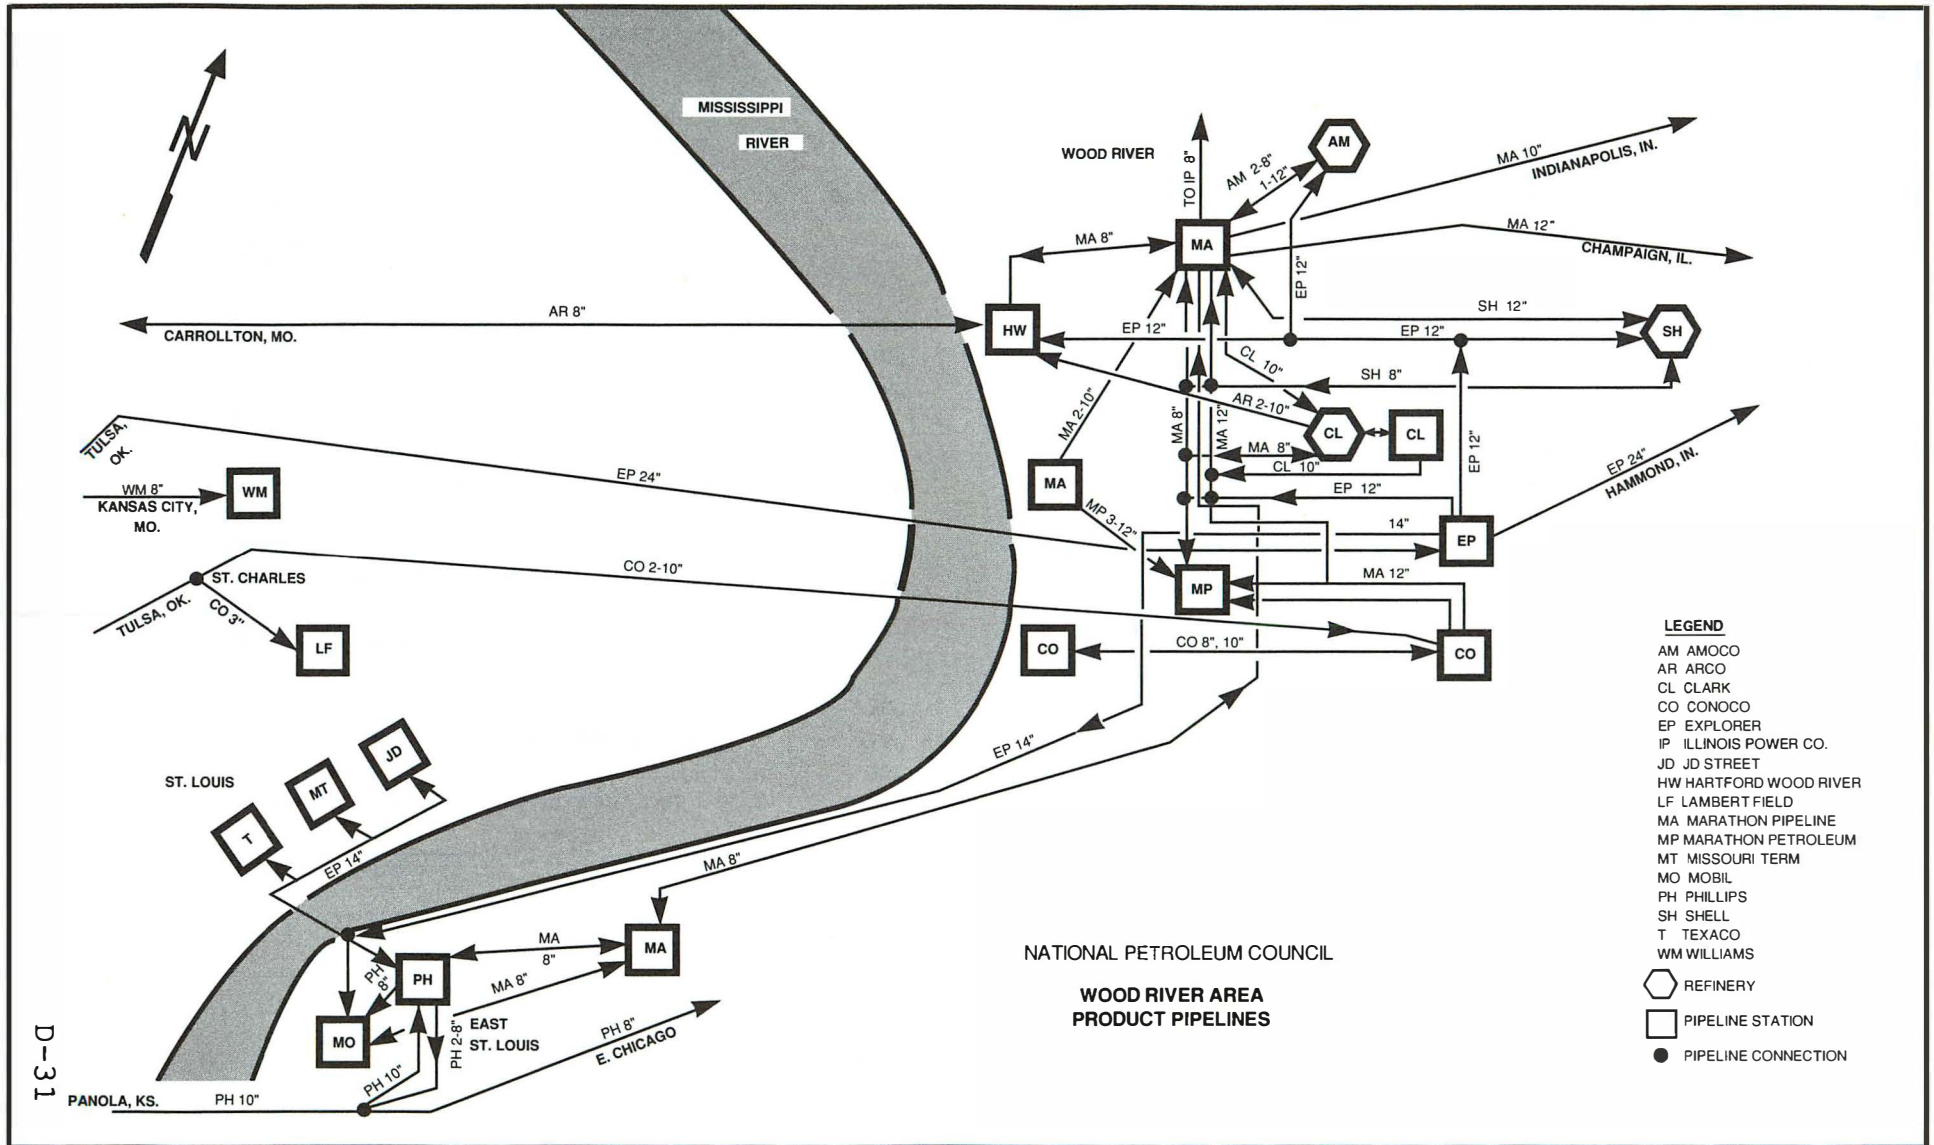 MISSISSIPPI
RIVER
N
WOOD RIVER
TO IP 8"
AM 2-8"
1-12"
AM
MA 10"
INDIANAPOLIS, IN.
MA 8"
MA
MA 12"
CHAMPAIGN, IL.
EP 12"
AR 8"
CARROLLTON, MO.
HW
EP 12"
SH 12"
EP 12"
SH
CL 10"
SH 8"
AR 2-10"
MA 2-10"
MA 8"
MA 12"
CL
CL
MA 8"
CL 10"
EP 12"
EP 12"
TULSA,
OK.
EP 24"
WM 8"
KANSAS CITY,
MO.
WM
MA
MP 3-12"
14"
EP
EP 24"
HAMMOND, IN.
ST. CHARLES
TULSA, OK.
CO 3"
LF
CO 2-10"
MP
MA 12"
CO
CO 8", 10"
CO
ST. LOUIS
JD
MT
T
EP 14"
EP 14"
MA 8"
MA
8"
MA
PH
8"
PH
MA 8"
MO
EAST
ST. LOUIS
PH 2-8"
PH 10"
PH 8"
E. CHICAGO
PANOLA, KS.
PH 10"
NATIONAL PETROLEUM COUNCIL
WOOD RIVER AREA
PRODUCT PIPELINES
LEGEND
AM AMOCO
AR ARCO
CL CLARK
CO CONOCO
EP EXPLORER
IP ILLINOIS POWER CO.
JD JD STREET
HW HARTFORD WOOD RIVER
LF LAMBERT FIELD
MA MARATHON PIPELINE
MP MARATHON PETROLEUM
MT MISSOURI TERM
MO MOBIL
PH PHILLIPS
SH SHELL
T TEXACO
WM WILLIAMS
REFINERY
PIPELINE STATION
PIPELINE CONNECTION
D-31